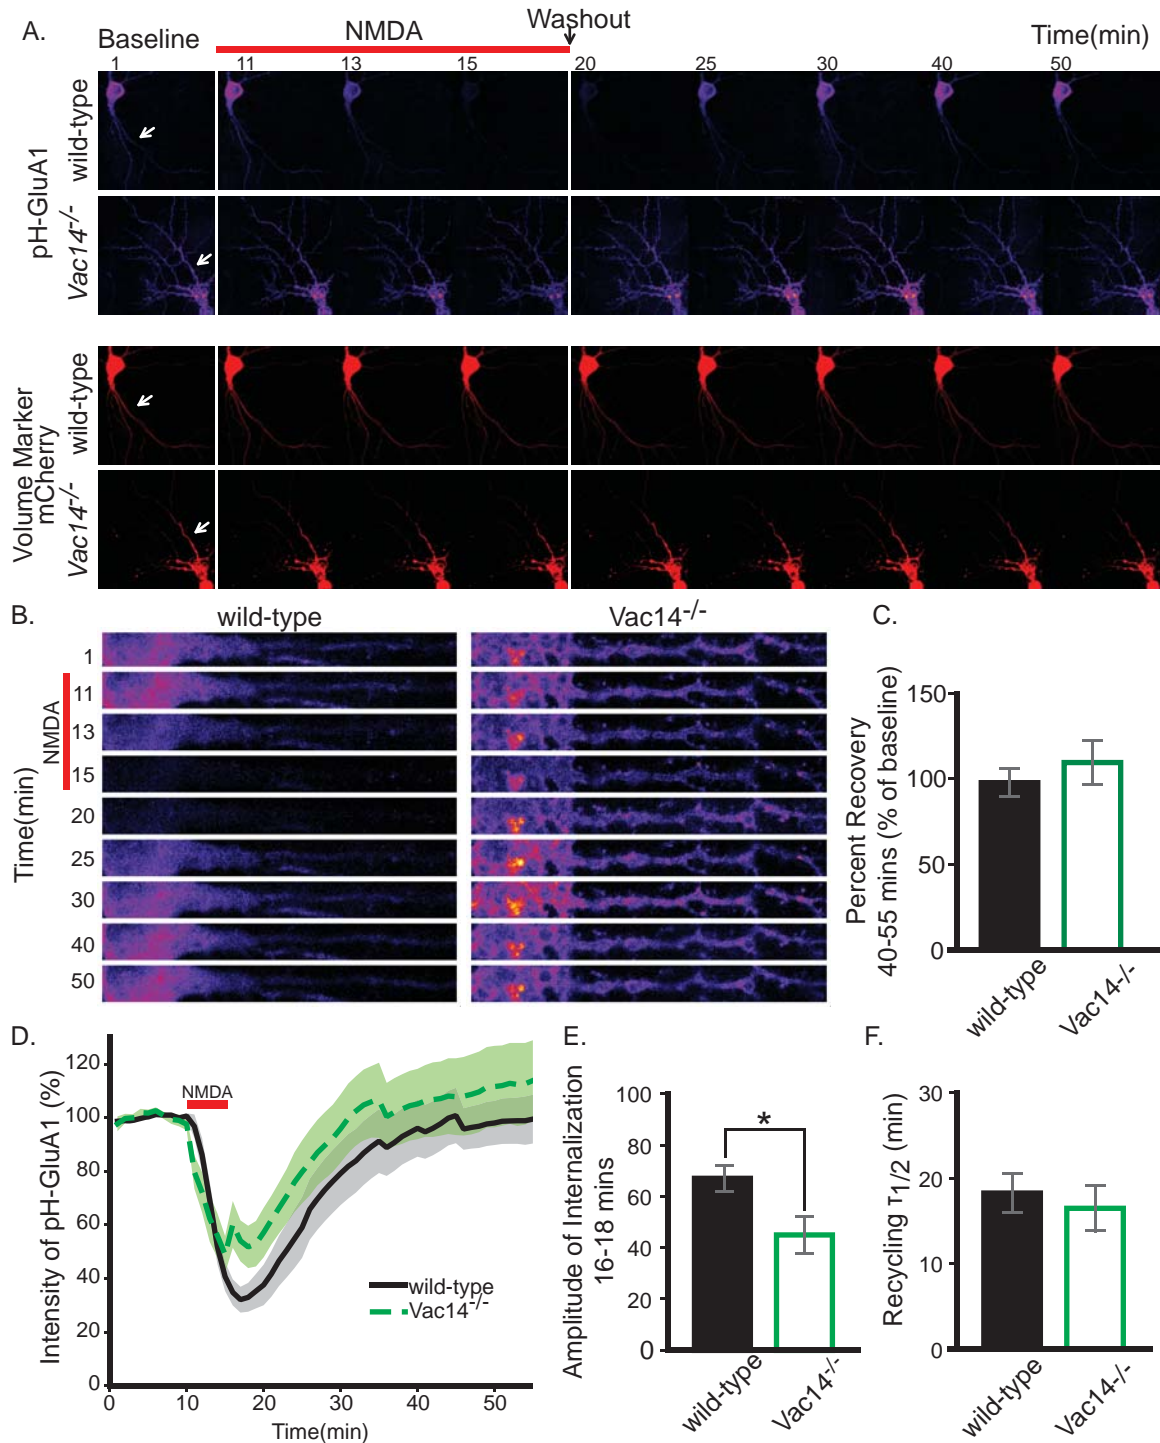 A.
Baseline
NMDA
Washout
Time(min)
1 11 13 15 20 25 30 40 50
pH-GluA1
wild-type
Vac14-/-
Volume Marker
mCherry
wild-type
Vac14-/-
B.
wild-type
Vac14-/-
Time(min)
NMDA
1
11
13
15
20
25
30
40
50
C.
Percent Recovery
40-55 mins (% of baseline)
150
100
50
0
wild-type
Vac14-/-
D.
Intensity of pH-GluA1 (%)
120
100
80
60
40
20
0
NMDA
wild-type
Vac14-/-
0 10 20 30 40 50
Time(min)
E.
Amplitude of Internalization
16-18 mins
100
80
60
40
20
0
*
wild-type
Vac14-/-
F.
Recycling τ1/2 (min)
30
20
10
0
wild-type
Vac14-/-